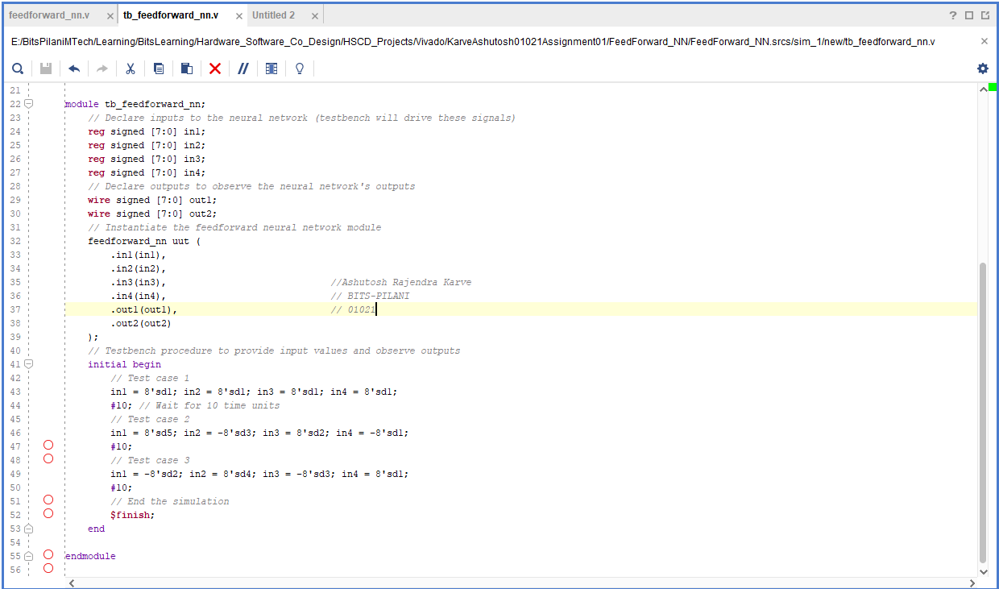 feedforward_nn.v × tb_feedforward_nn.v × Untitled 2 × ?
E:/BitsPilaniMTech/Learning/BitsLearning/Hardware_Software_Co_Design/HSCD_Projects/Vivado/KarveAshutosh01021Assignment01/FeedForward_NN/FeedForward_NN.srcs/sim_1/new/tb_feedforward_nn.v ×
21
22 module tb_feedforward_nn;
23 // Declare inputs to the neural network (testbench will drive these signals)
24 reg signed [7:0] in1;
25 reg signed [7:0] in2;
26 reg signed [7:0] in3;
27 reg signed [7:0] in4;
28 // Declare outputs to observe the neural network's outputs
29 wire signed [7:0] out1;
30 wire signed [7:0] out2;
31 // Instantiate the feedforward neural network module
32 feedforward_nn uut (
33 .in1(in1),
34 .in2(in2),
35 .in3(in3), //Ashutosh Rajendra Karve
36 .in4(in4), // BITS-PILANI
37 .out1(out1), // 01021
38 .out2(out2)
39 );
40 // Testbench procedure to provide input values and observe outputs
41 initial begin
42 // Test case 1
43 in1 = 8'sd1; in2 = 8'sd1; in3 = 8'sd1; in4 = 8'sd1;
44 #10; // Wait for 10 time units
45 // Test case 2
46 in1 = 8'sd5; in2 = -8'sd3; in3 = 8'sd2; in4 = -8'sd1;
47 #10;
48 // Test case 3
49 in1 = -8'sd2; in2 = 8'sd4; in3 = -8'sd3; in4 = 8'sd1;
50 #10;
51 // End the simulation
52 $finish;
53 end
54
55 endmodule
56